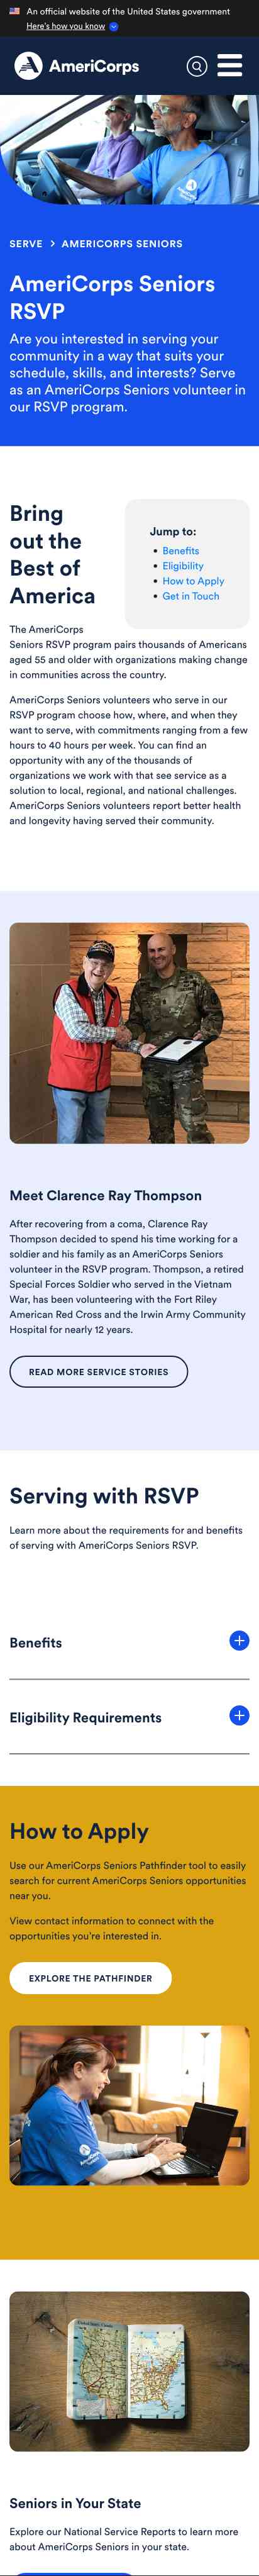 An official website of the United States government
Here's how you know
AmeriCorps
SERVE > AMERICORPS SENIORS
AmeriCorps Seniors
RSVP
Are you interested in serving your
community in a way that suits your
schedule, skills, and interests? Serve
as an AmeriCorps Seniors volunteer in
our RSVP program.
Bring
out the
Best of
America
Jump to:
Benefits
Eligibility
How to Apply
Get in Touch
The AmeriCorps
Seniors RSVP program pairs thousands of Americans
aged 55 and older with organizations making change
in communities across the country.
AmeriCorps Seniors volunteers who serve in our
RSVP program choose how, where, and when they
want to serve, with commitments ranging from a few
hours to 40 hours per week. You can find an
opportunity with any of the thousands of
organizations we work with that see service as a
solution to local, regional, and national challenges.
AmeriCorps Seniors volunteers report better health
and longevity having served their community.
Meet Clarence Ray Thompson
After recovering from a coma, Clarence Ray
Thompson decided to spend his time working for a
soldier and his family as an AmeriCorps Seniors
volunteer in the RSVP program. Thompson, a retired
Special Forces Soldier who served in the Vietnam
War, has been volunteering with the Fort Riley
American Red Cross and the Irwin Army Community
Hospital for nearly 12 years.
READ MORE SERVICE STORIES
Serving with RSVP
Learn more about the requirements for and benefits
of serving with AmeriCorps Seniors RSVP.
Benefits
Eligibility Requirements
How to Apply
Use our AmeriCorps Seniors Pathfinder tool to easily
search for current AmeriCorps Seniors opportunities
near you.
View contact information to connect with the
opportunities you're interested in.
EXPLORE THE PATHFINDER
Seniors in Your State
Explore our National Service Reports to learn more
about AmeriCorps Seniors in your state.